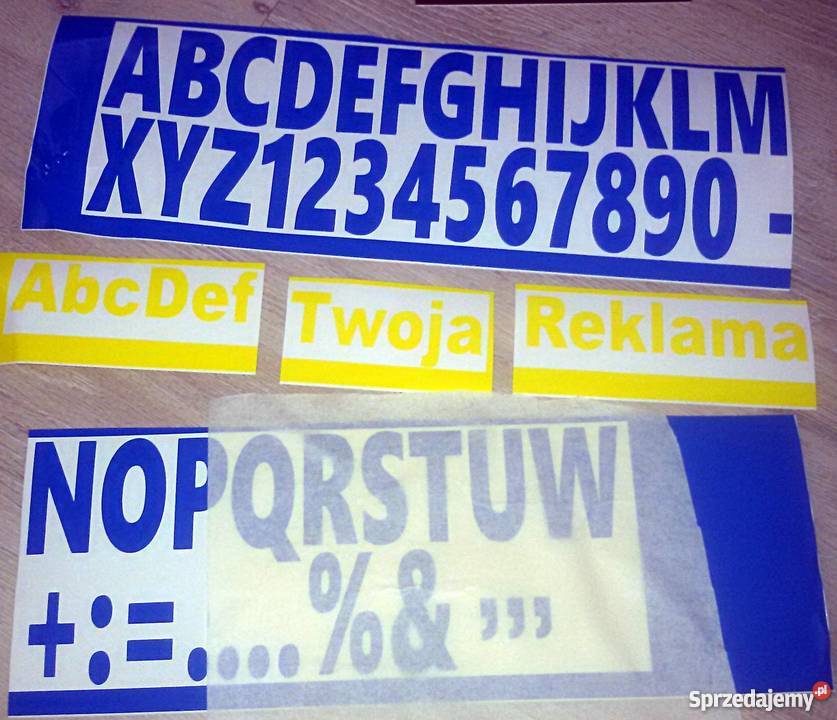 ABCDEFGHIJKLM
XYZ1234567890 -
AbcDef Twoja Reklama
NOPQRSTUW
+:=.....%& ,,,
Sprzedajemy.pl